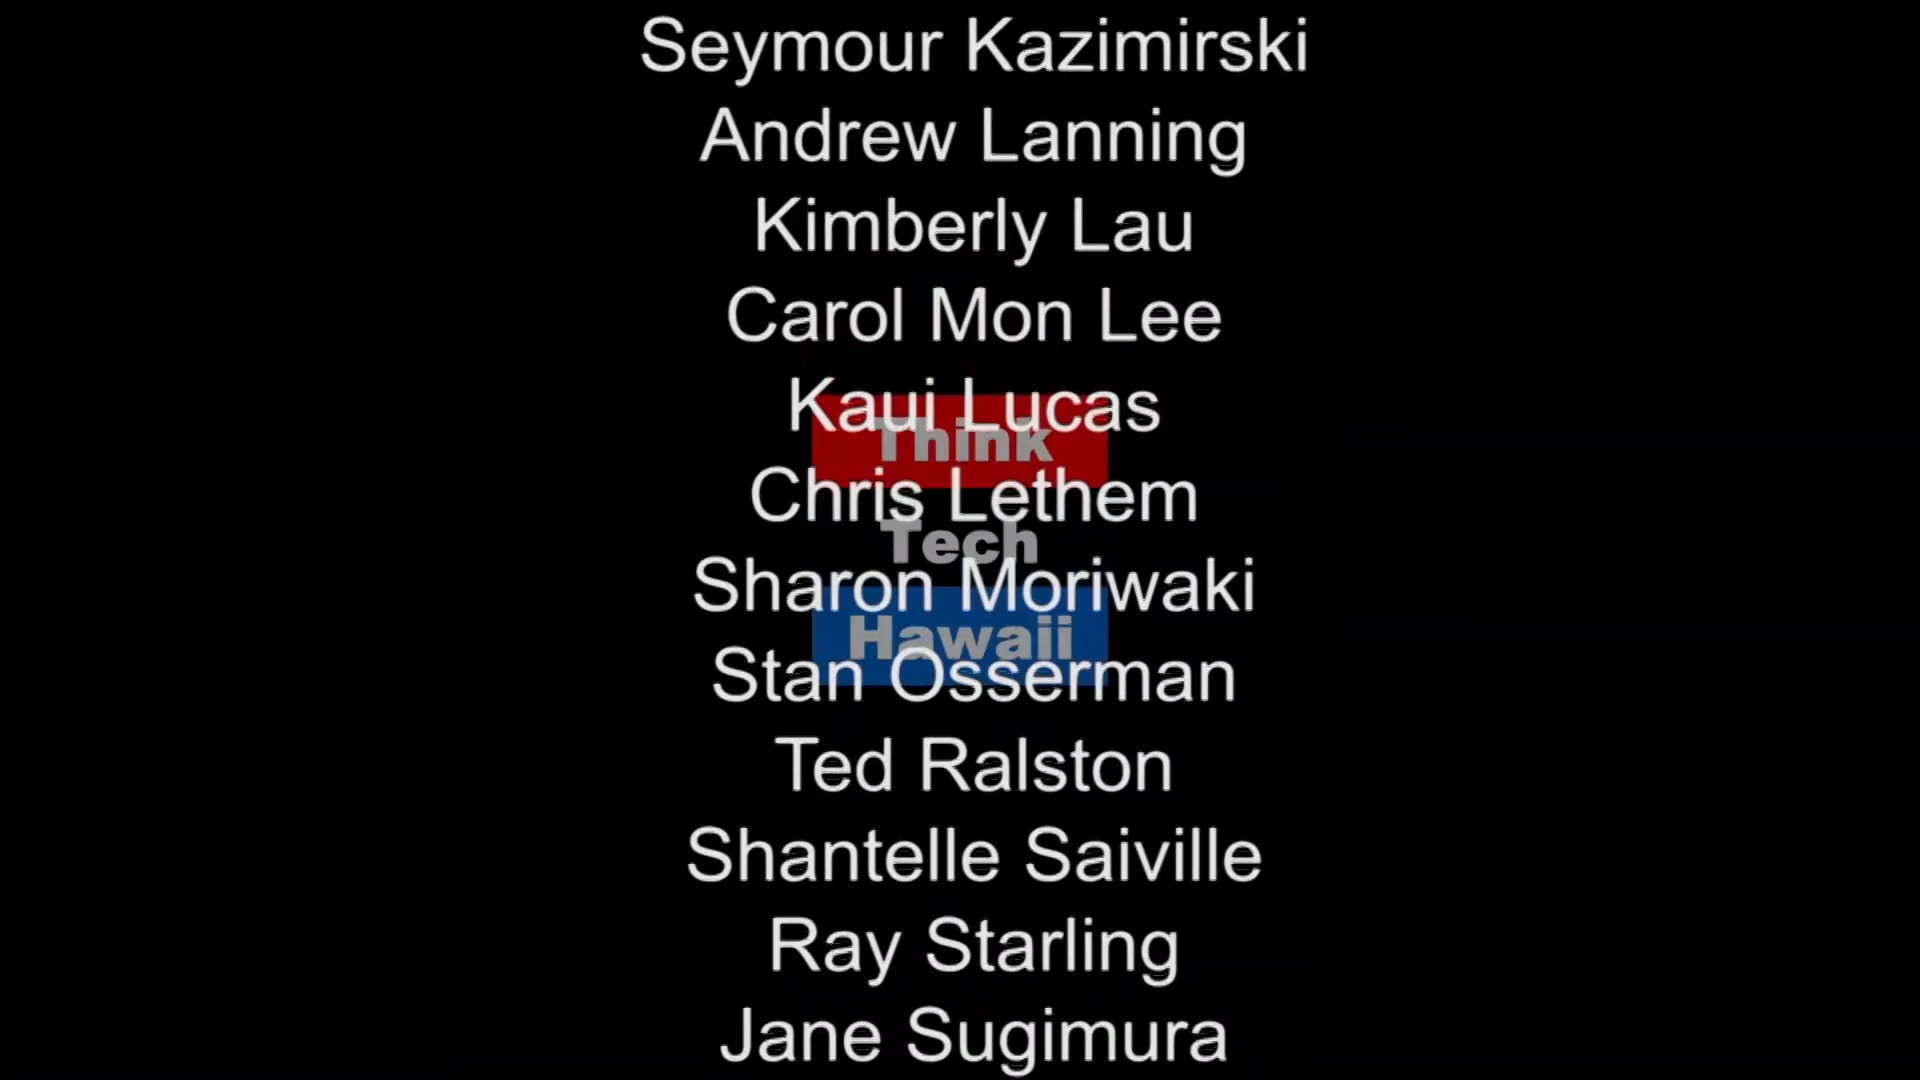 Seymour Kazimirski
Andrew Lanning
Kimberly Lau
Carol Mon Lee
Kaui Lucas
Think
Chris Lethem
Tech
Sharon Moriwaki
Hawaii
Stan Osserman
Ted Ralston
Shantelle Saiville
Ray Starling
Jane Sugimura